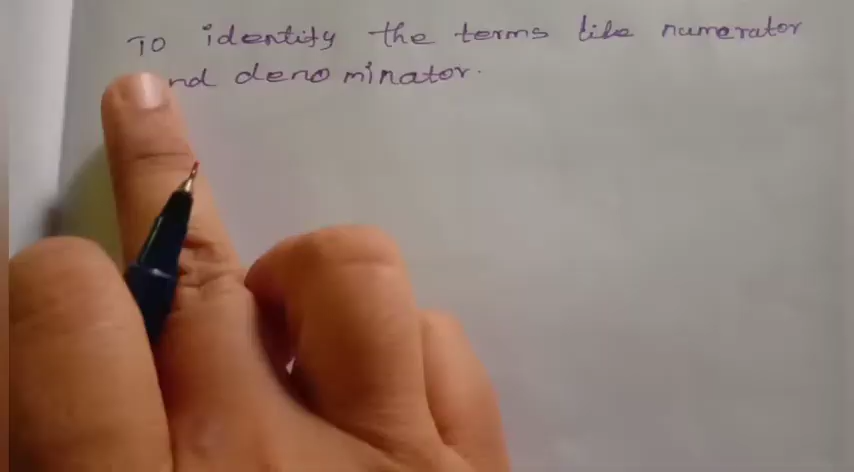 To identify the terms like numerator
nd denominator.